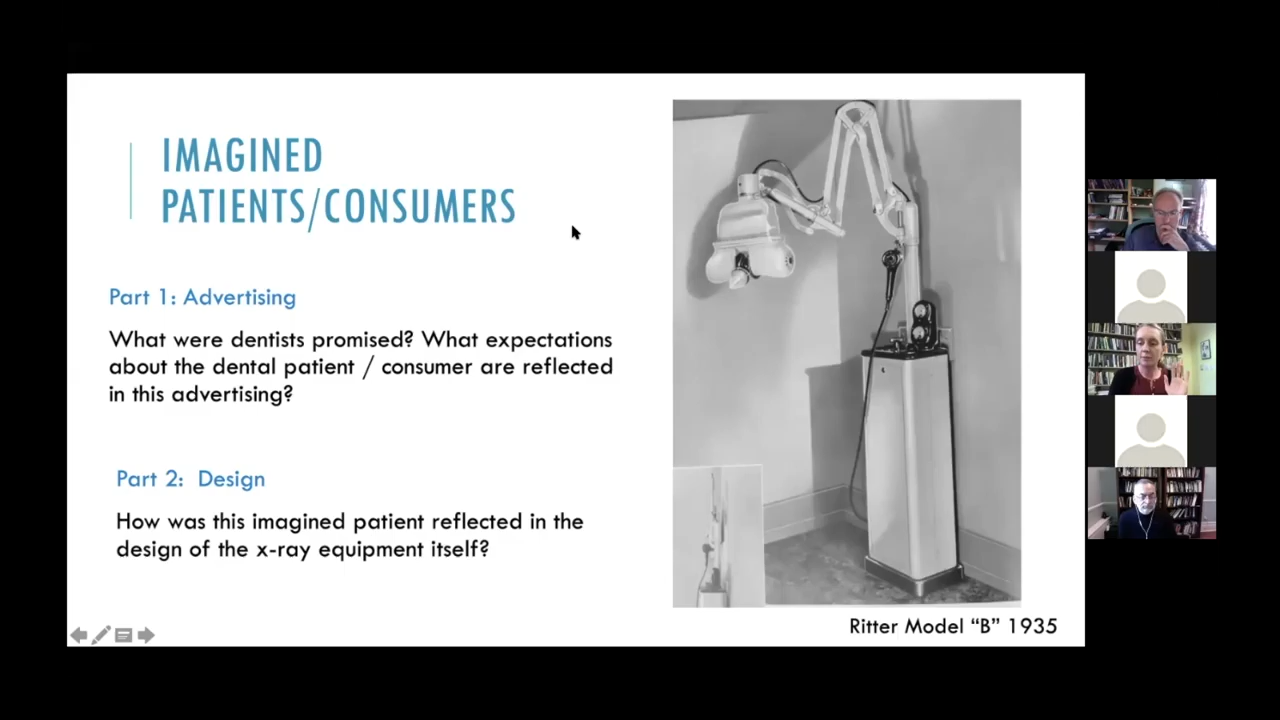 IMAGINED
PATIENTS/CONSUMERS
Part 1: Advertising
What were dentists promised? What expectations
about the dental patient / consumer are reflected
in this advertising?
Part 2:  Design
How was this imagined patient reflected in the
design of the x-ray equipment itself?
Ritter Model “B” 1935